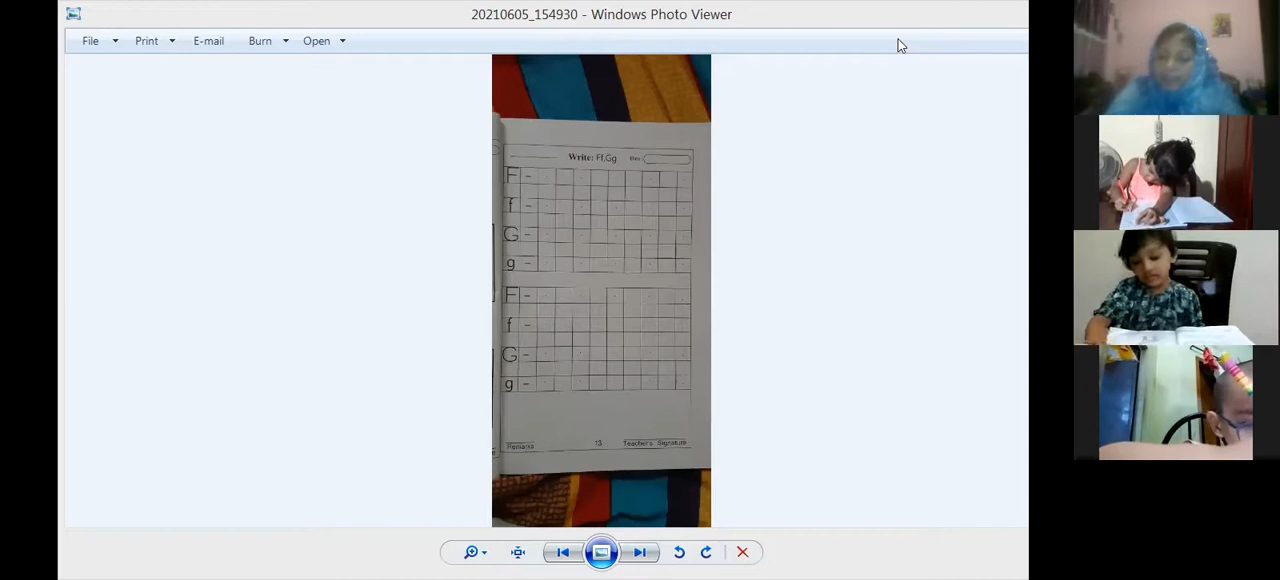 20210605_154930 - Windows Photo Viewer
File Print E-mail Burn Open
Write: Ff,Gg
F -
f -
G -
g -
F -
f -
G -
g -
Remarks 13 Teacher's Signature